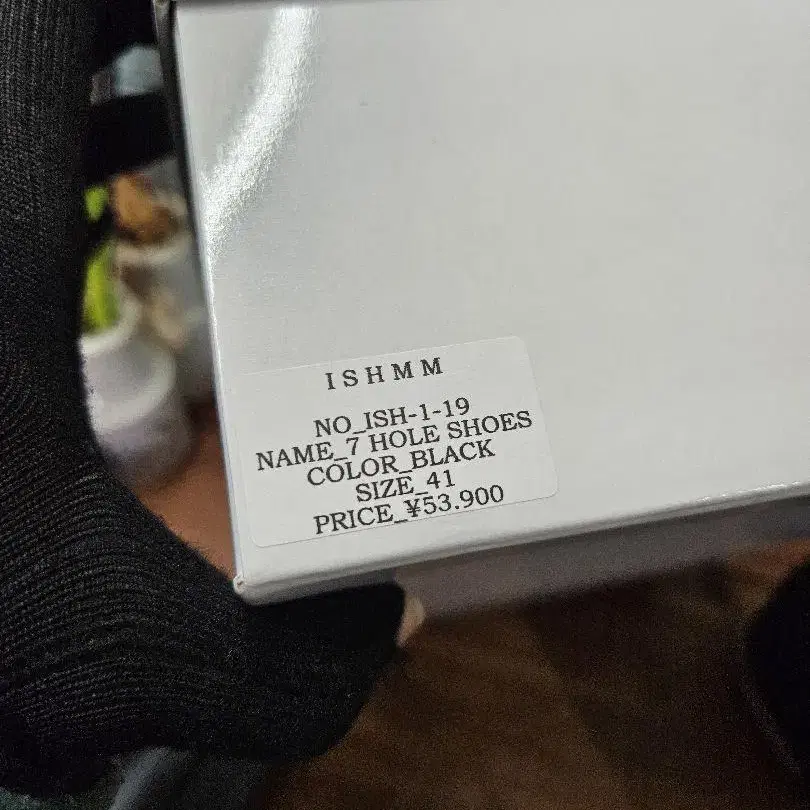 ISHMM
NO_ISH-1-19
NAME_7 HOLE SHOES
COLOR_BLACK
SIZE_41
PRICE_¥53.900